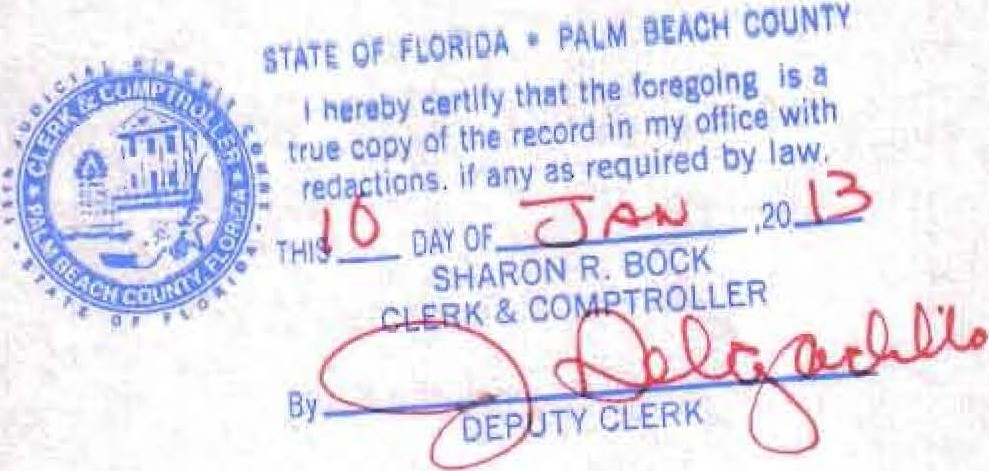 STATE OF FLORIDA • PALM BEACH COUNTY
I hereby certify that the foregoing is a
true copy of the record in my office with
redactions. if any as required by law.
THIS 10 DAY OF JAN ,20 13
SHARON R. BOCK
CLERK & COMPTROLLER
By J Delgadillo
DEPUTY CLERK
CLERK & COMPTROLLER
PALM BEACH COUNTY, FLORIDA
15TH JUDICIAL CIRCUIT COURT
STATE OF FLORIDA